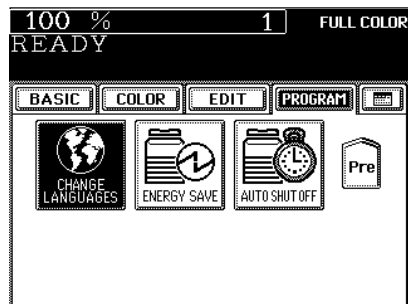 100 % 1 FULL COLOR
READY
BASIC COLOR EDIT PROGRAM
CHANGE
LANGUAGES ENERGY SAVE AUTO SHUT OFF Pre